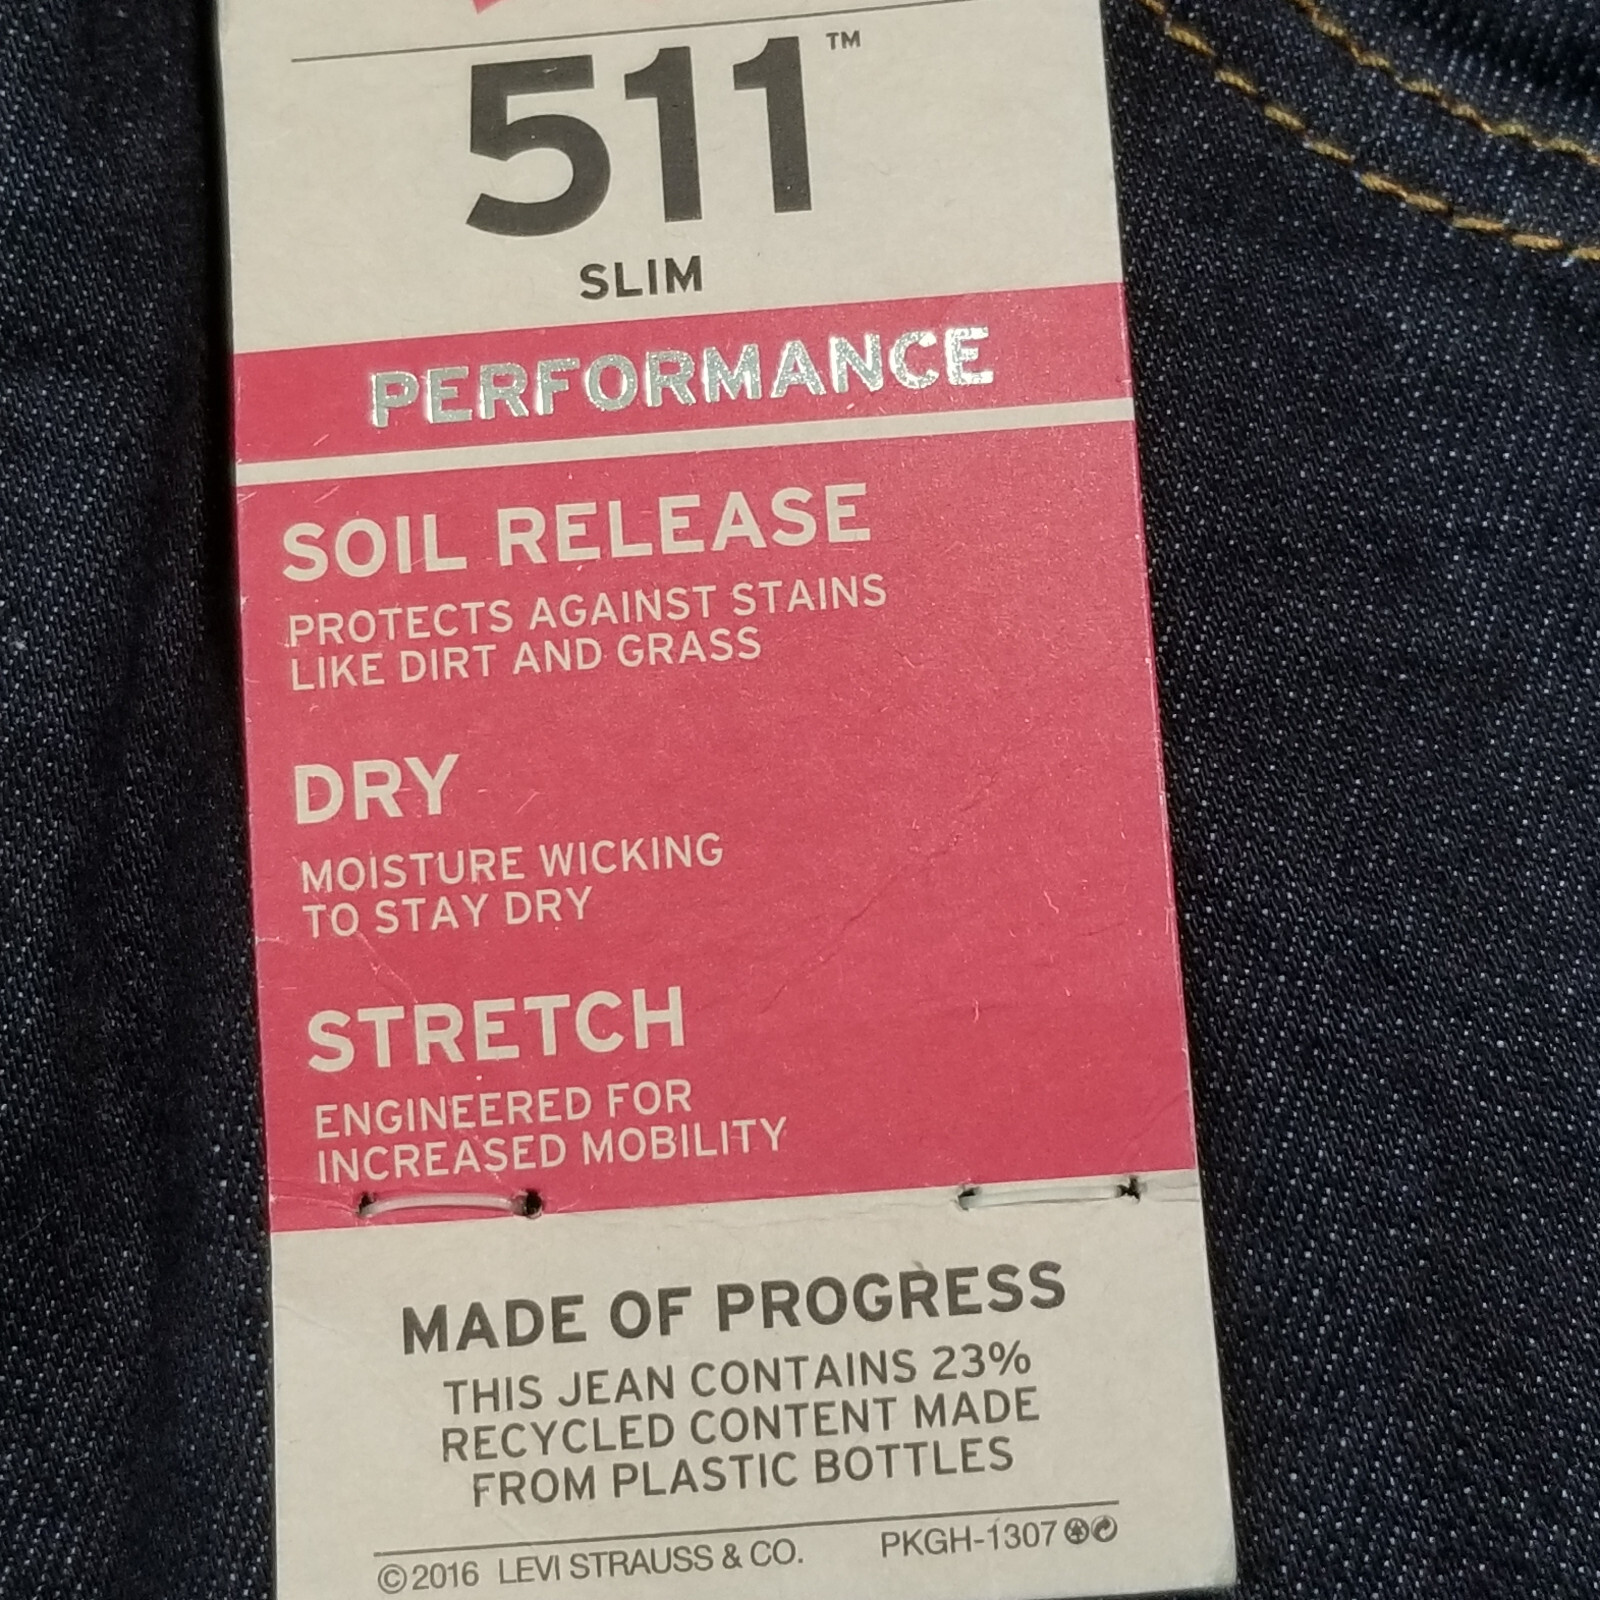 511™
SLIM
PERFORMANCE
SOIL RELEASE
PROTECTS AGAINST STAINS
LIKE DIRT AND GRASS
DRY
MOISTURE WICKING
TO STAY DRY
STRETCH
ENGINEERED FOR
INCREASED MOBILITY
MADE OF PROGRESS
THIS JEAN CONTAINS 23%
RECYCLED CONTENT MADE
FROM PLASTIC BOTTLES
©2016 LEVI STRAUSS & CO. PKGH-1307